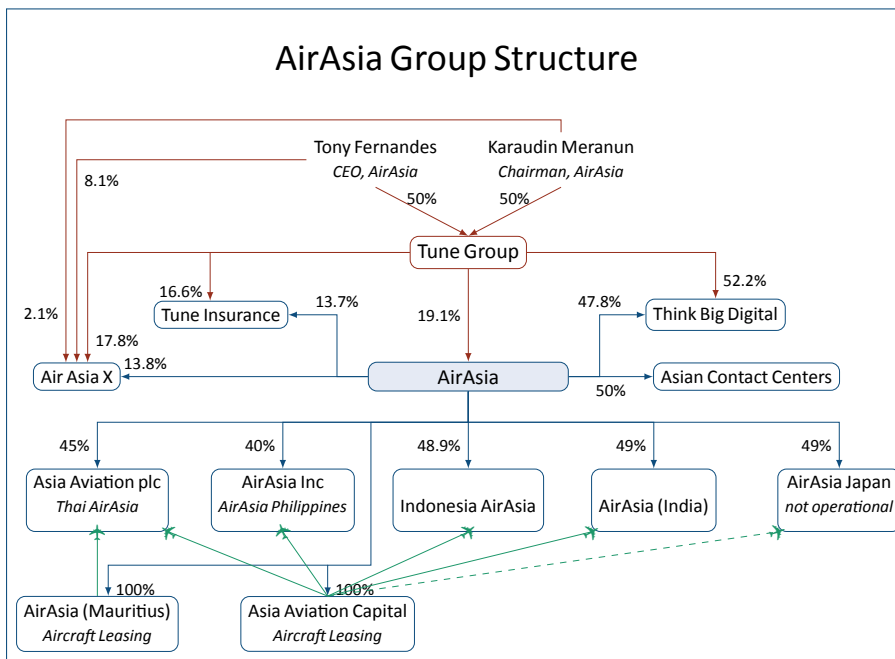 AirAsia Group Structure
Tony Fernandes
CEO, AirAsia
Karaudin Meranun
Chairman, AirAsia
8.1%
50%
50%
Tune Group
2.1%
16.6%
Tune Insurance
13.7%
19.1%
47.8%
52.2%
Think Big Digital
17.8%
Air Asia X
13.8%
AirAsia
50%
Asian Contact Centers
45%
40%
48.9%
49%
49%
Asia Aviation plc
Thai AirAsia
AirAsia Inc
AirAsia Philippines
Indonesia AirAsia
AirAsia (India)
AirAsia Japan
not operational
100%
100%
AirAsia (Mauritius)
Aircraft Leasing
Asia Aviation Capital
Aircraft Leasing